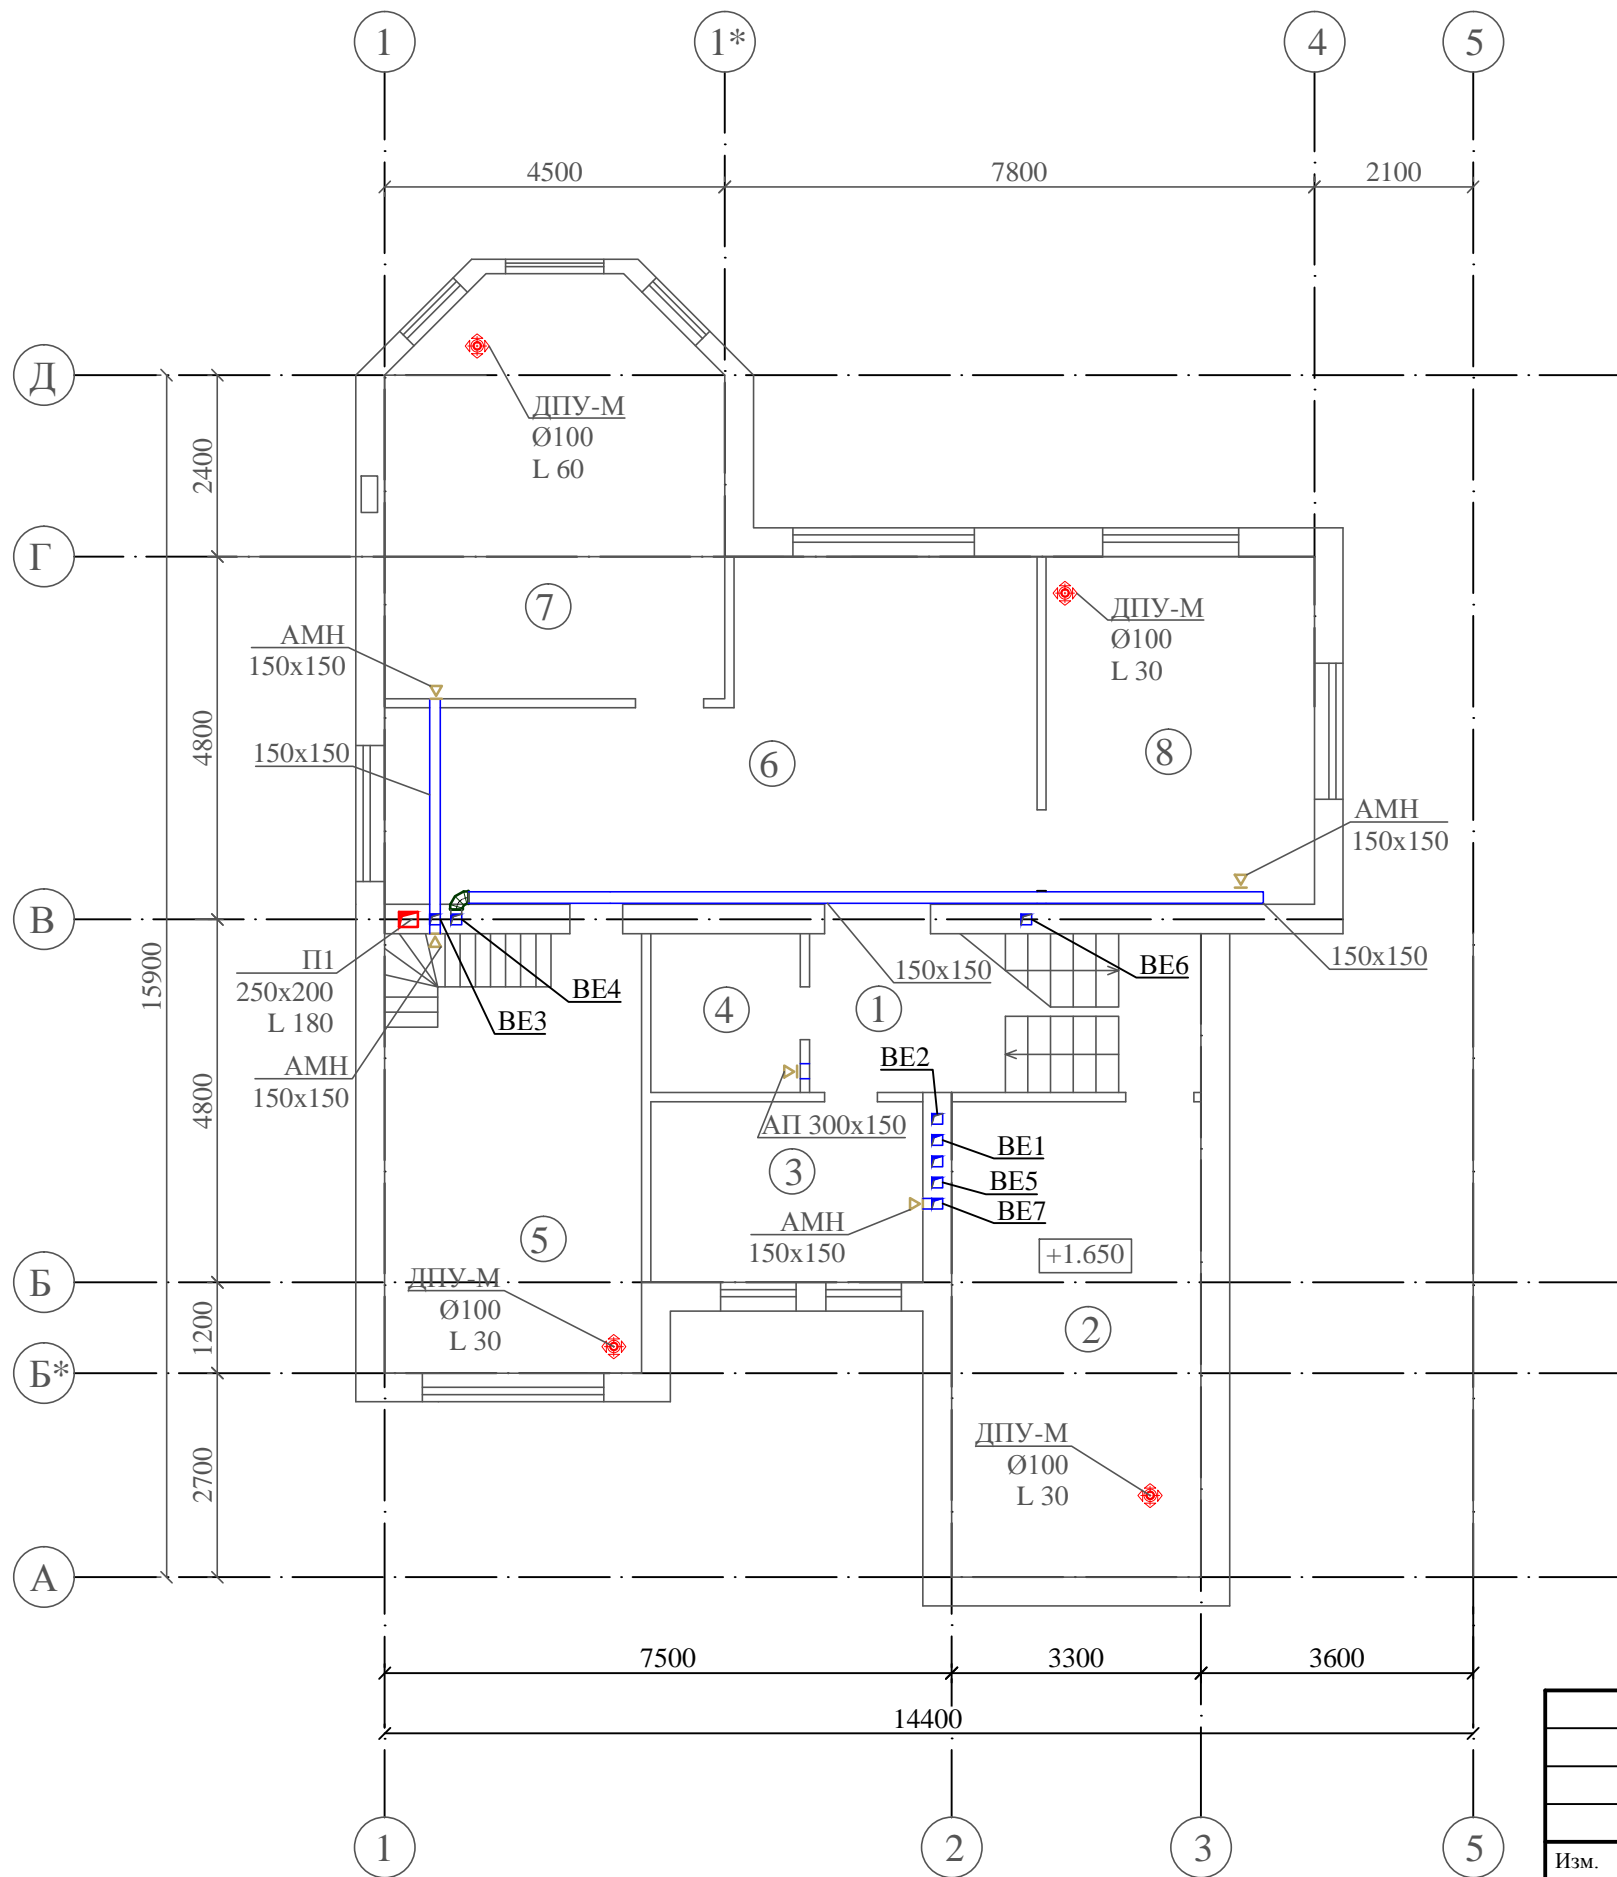 1
1*
4
5
4500
7800
2100
Д
ДПУ-М
Ø100
L 60
2400
Г
7
ДПУ-М
Ø100
L 30
АМН
150x150
4800
150x150
6
8
АМН
150x150
В
15900
П1
250x200
L 180
ВЕ4
ВЕ3
150x150
ВЕ6
150x150
4
1
АМН
150x150
ВЕ2
4800
АП 300x150
ВЕ1
3
ВЕ5
ВЕ7
АМН
150x150
5
+1.650
Б
ДПУ-М
Ø100
L 30
1200
2
Б*
ДПУ-М
Ø100
L 30
2700
А
7500
3300
3600
14400
1
2
3
5
Изм.